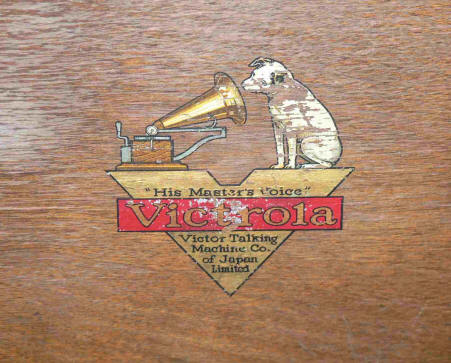 "His Master's Voice"
Victrola
Victor Talking
Machine Co.
of Japan
Limited